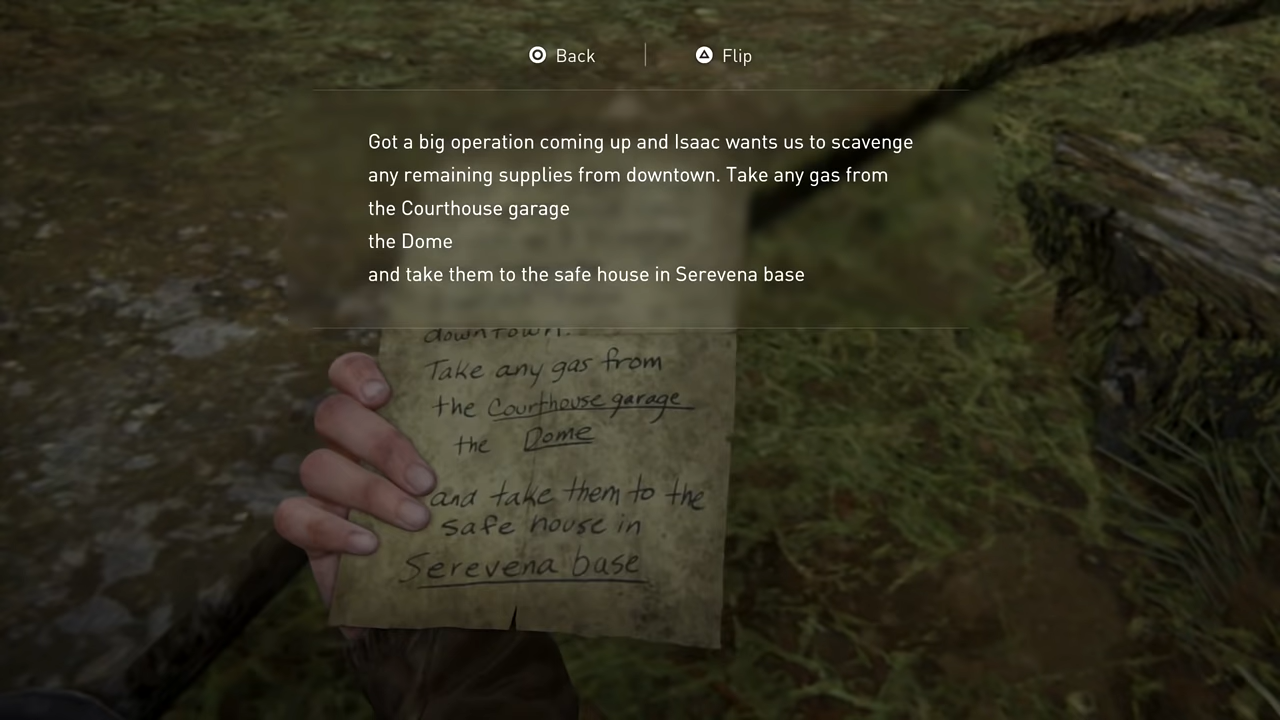 Back
Flip
Got a big operation coming up and Isaac wants us to scavenge
any remaining supplies from downtown. Take any gas from
the Courthouse garage
the Dome
and take them to the safe house in Serevena base
downtown.
Take any gas from
the Courthouse garage
the Dome
and take them to the
safe house in
Serevena base